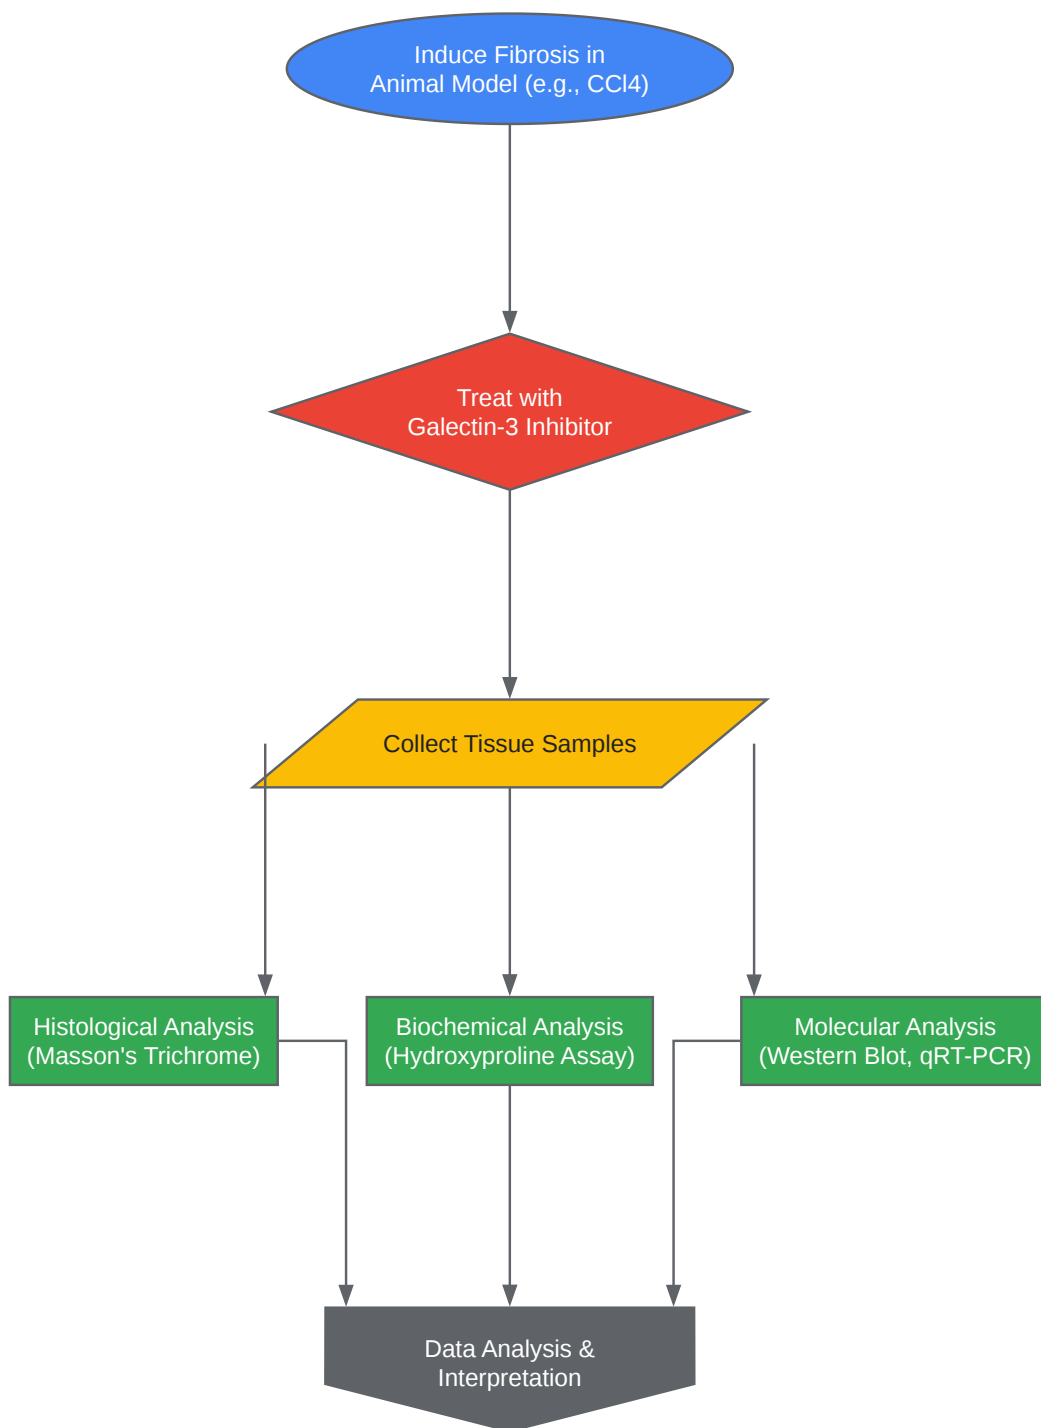 Induce Fibrosis in
Animal Model (e.g., CCl4)
Treat with
Galectin-3 Inhibitor
Collect Tissue Samples
Histological Analysis
(Masson's Trichrome)
Biochemical Analysis
(Hydroxyproline Assay)
Molecular Analysis
(Western Blot, qRT-PCR)
Data Analysis &
Interpretation